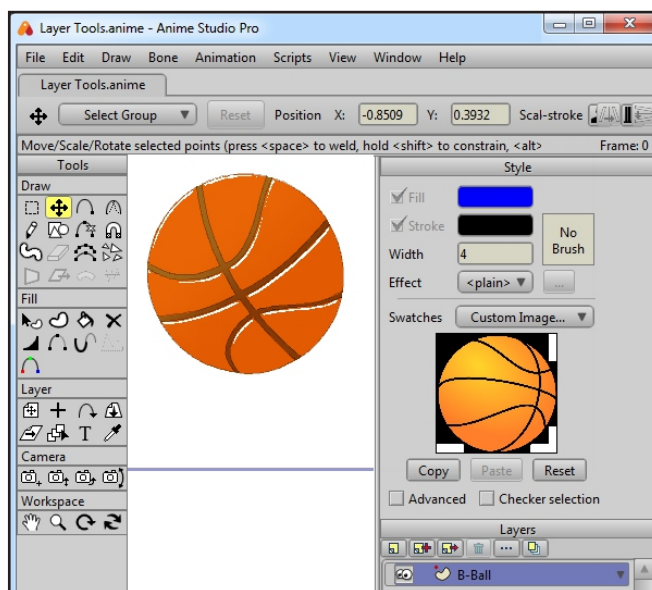 Layer Tools.anime - Anime Studio Pro
File Edit Draw Bone Animation Scripts View Window Help
Layer Tools.anime
Select Group Reset Position X: -0.8509 Y: 0.3932 Scal-stroke
Move/Scale/Rotate selected points (press <space> to weld, hold <shift> to constrain, <alt> Frame: 0
Tools
Style
Draw
Fill
Stroke
No
Brush
Width 4
Effect <plain> ...
Fill
Swatches Custom Image...
Layer
T
Camera
Copy Paste Reset
Workspace
Advanced Checker selection
Layers
B-Ball